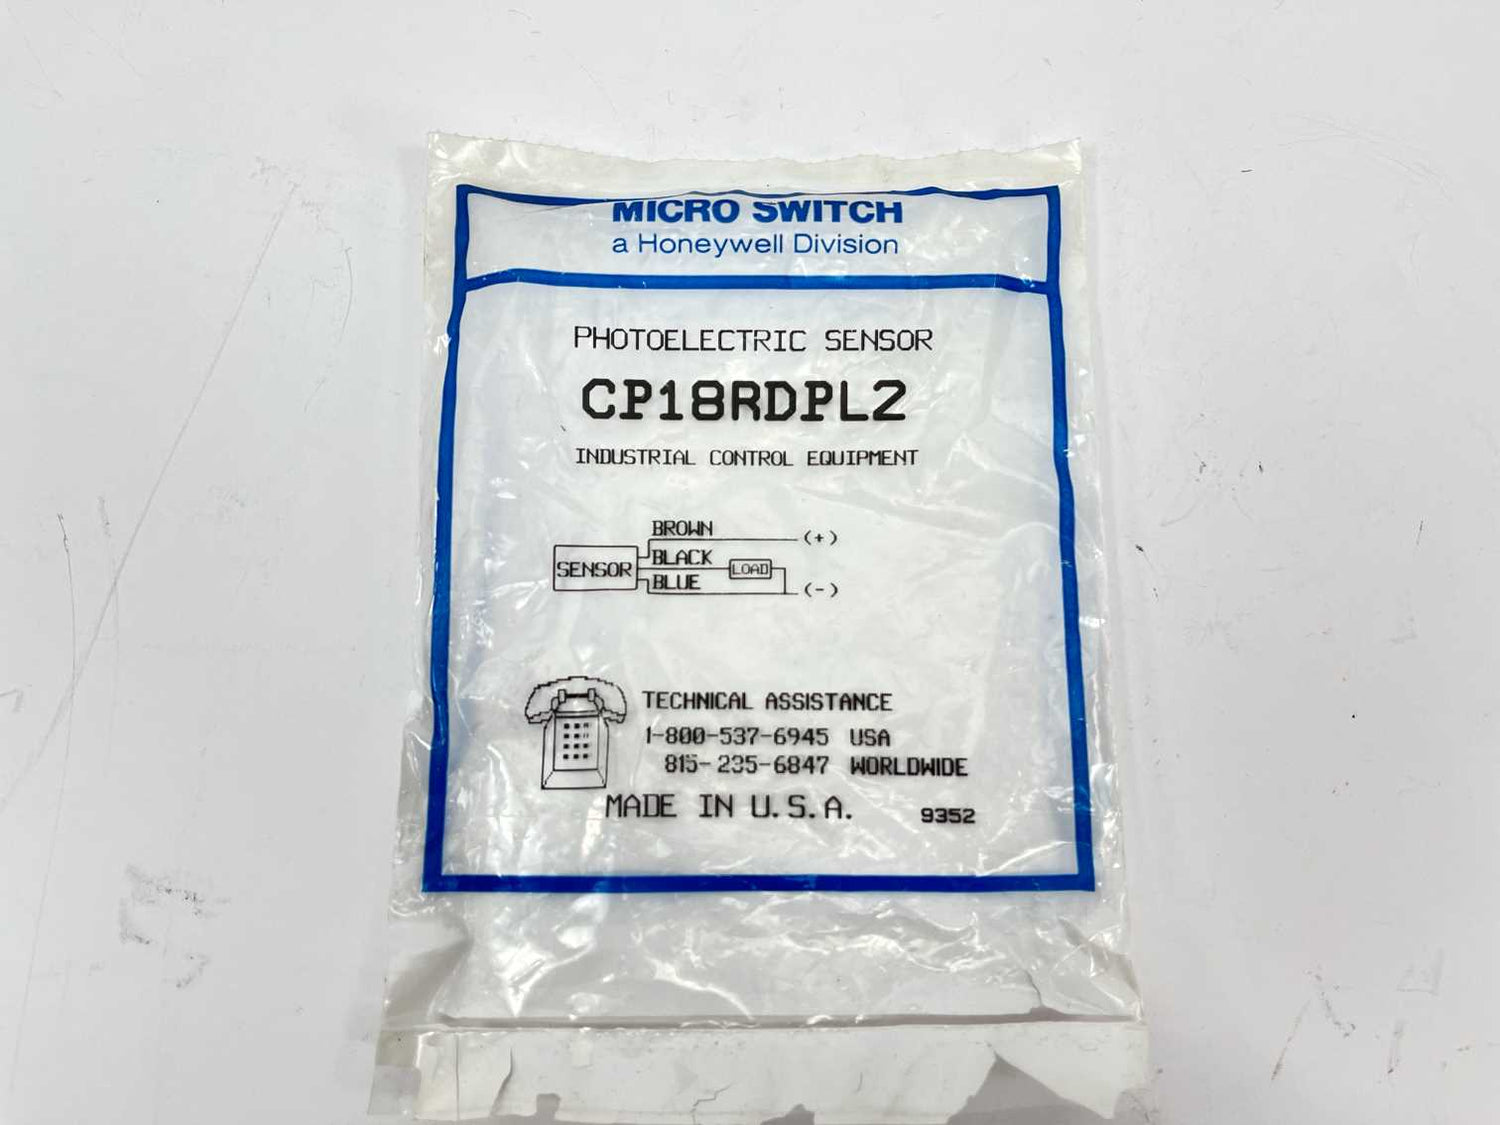 MICRO SWITCH
a Honeywell Division
PHOTOELECTRIC SENSOR
CP18RDPL2
INDUSTRIAL CONTROL EQUIPMENT
BROWN
(+)
SENSOR
BLACK
LOAD
BLUE
(-)
TECHNICAL ASSISTANCE
1-800-537-6945 USA
815-235-6847 WORLDWIDE
MADE IN U.S.A.
9352